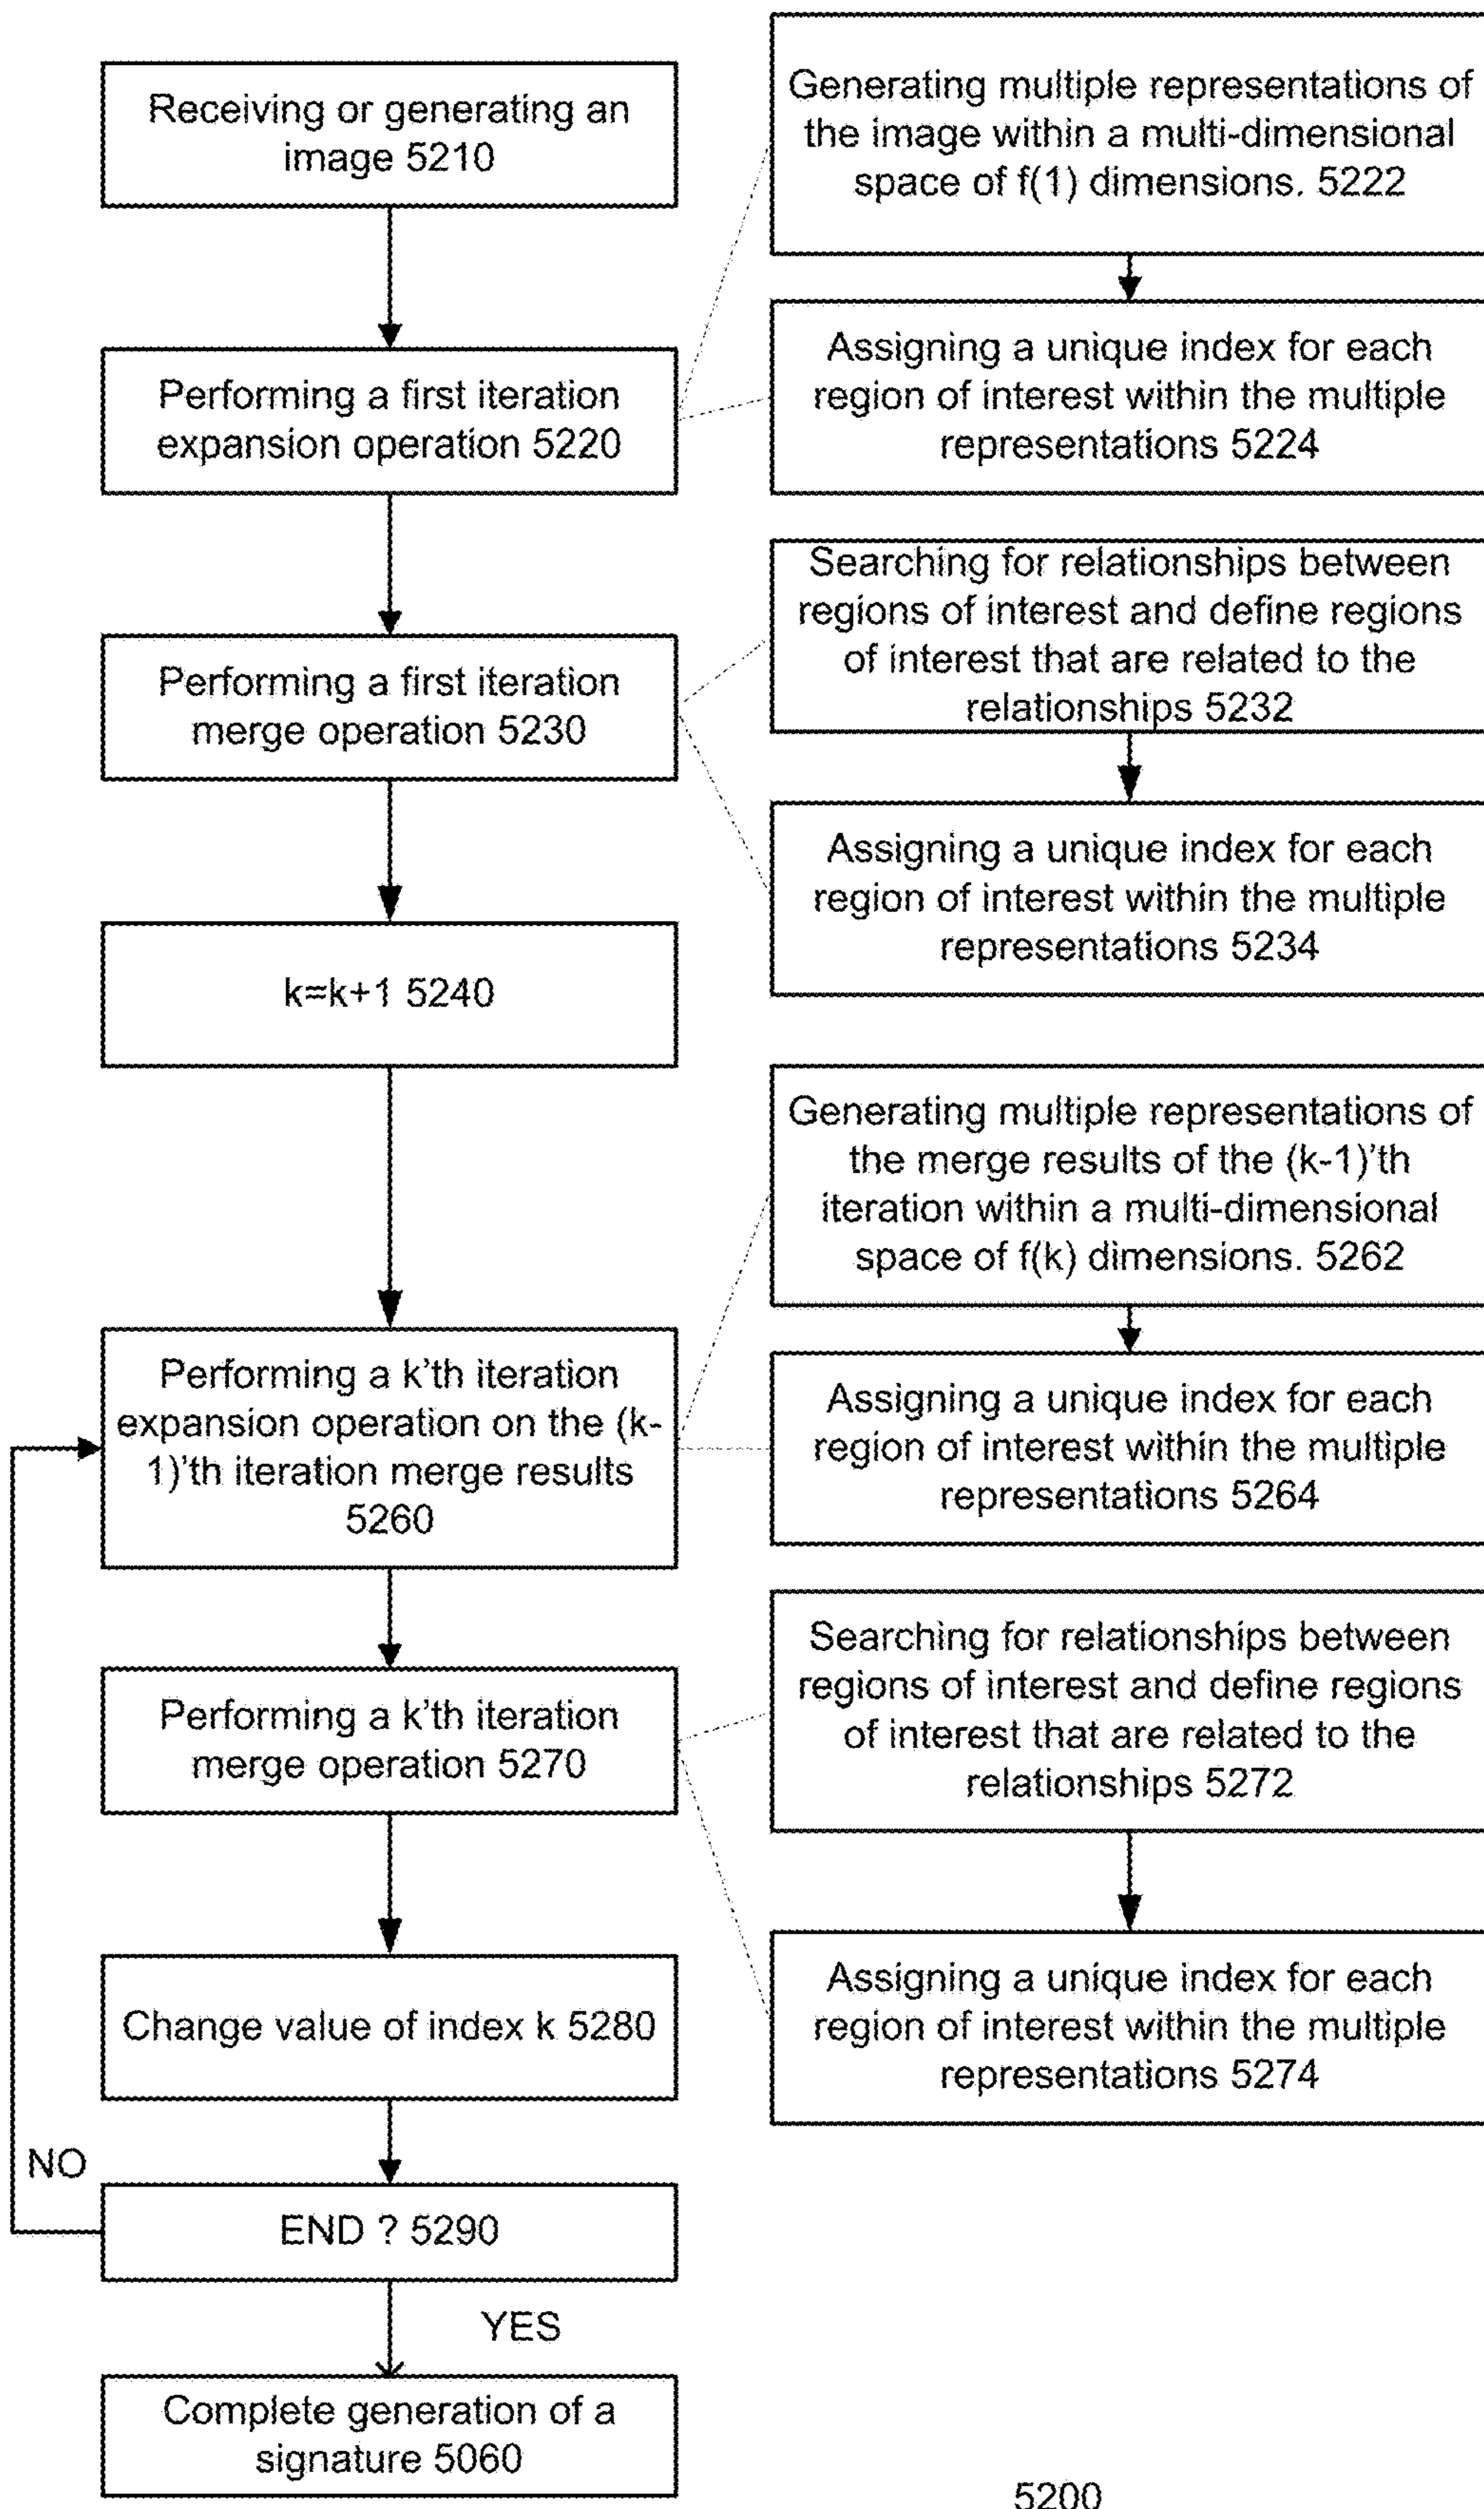 Receiving or generating an
image 5210
Generating multiple representations of
the image within a multi-dimensional
space of f(1) dimensions. 5222
Performing a first iteration
expansion operation 5220
Assigning a unique index for each
region of interest within the multiple
representations 5224
Performing a first iteration
merge operation 5230
Searching for relationships between
regions of interest and define regions
of interest that are related to the
relationships 5232
Assigning a unique index for each
region of interest within the multiple
representations 5234
k=k+1 5240
Generating multiple representations of
the merge results of the (k-1)'th
iteration within a multi-dimensional
space of f(k) dimensions. 5262
Performing a k'th iteration
expansion operation on the (k-
1)'th iteration merge results
5260
Assigning a unique index for each
region of interest within the multiple
representations 5264
Performing a k'th iteration
merge operation 5270
Searching for relationships between
regions of interest and define regions
of interest that are related to the
relationships 5272
Change value of index k 5280
Assigning a unique index for each
region of interest within the multiple
representations 5274
NO
END ? 5290
YES
Complete generation of a
signature 5060
5200